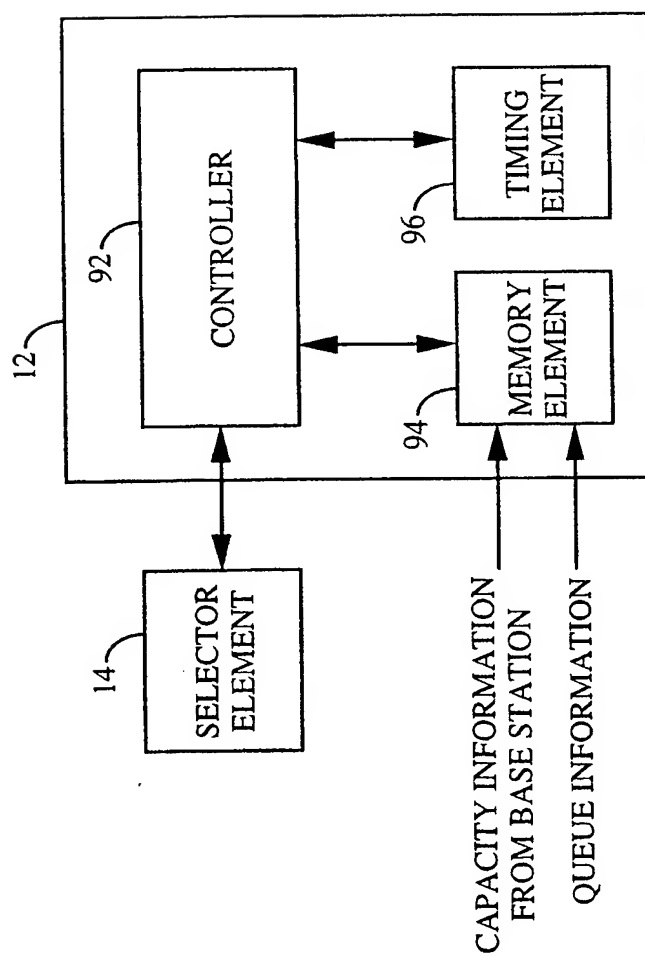 12
92
CONTROLLER
14
SELECTOR
ELEMENT
94
MEMORY
ELEMENT
96
TIMING
ELEMENT
CAPACITY INFORMATION
FROM BASE STATION
QUEUE INFORMATION